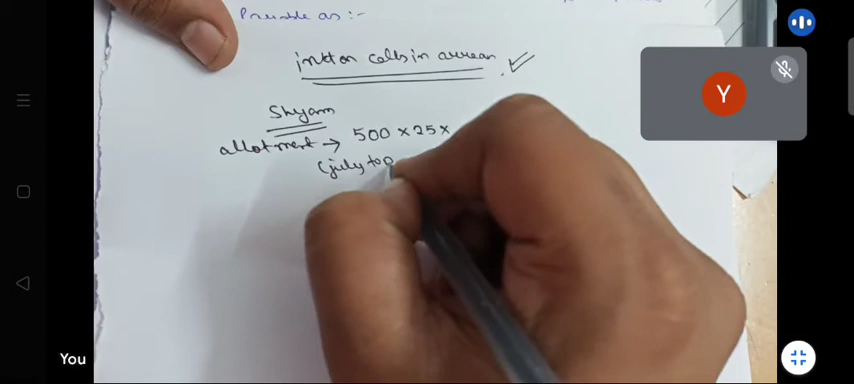 Payable as :-
int on calls in arrear
Shyam
allotment → 500 × 25 ×
(july to o
Y
You